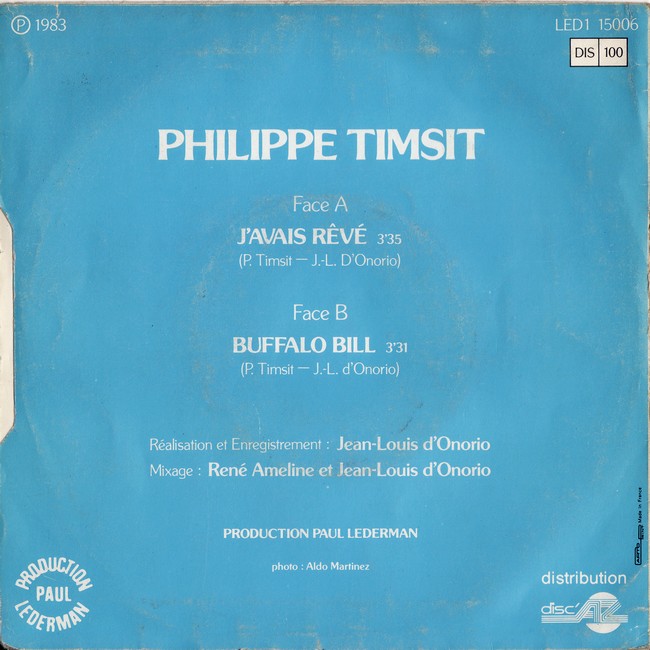 ℗ 1983
LED1 15006
DIS 100
PHILIPPE TIMSIT
Face A
J'AVAIS RÊVÉ 3'35
(P. Timsit — J.-L. D'Onorio)
Face B
BUFFALO BILL 3'31
(P. Timsit — J.-L. d'Onorio)
Réalisation et Enregistrement : Jean-Louis d'Onorio
Mixage : René Ameline et Jean-Louis d'Onorio
PRODUCTION PAUL LEDERMAN
photo : Aldo Martinez
PRODUCTION
PAUL
LEDERMAN
Made in France
distribution
disc'AZ